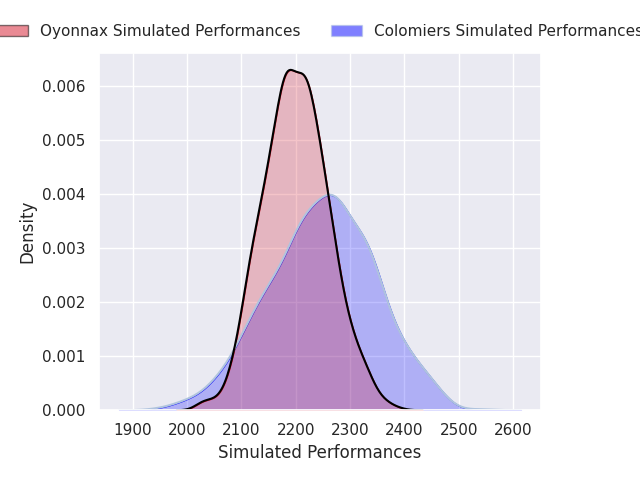 Oyonnax Simulated Performances
Colomiers Simulated Performances
0.006
0.005
0.004
0.003
0.002
0.001
0.000
Density
1900 2000 2100 2200 2300 2400 2500 2600
Simulated Performances